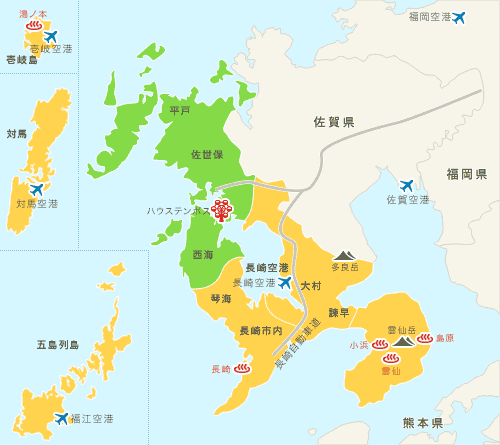 湯ノ本
壱岐空港
壱岐島
福岡空港
平戸
佐賀県
対馬
佐世保
福岡県
対馬空港
佐賀空港
ハウステンボス
西海
長崎空港
長崎空港
多良岳
大村
琴海
諫早
五島列島
長崎市内
長崎自動車道
雲仙岳
島原
小浜
長崎
雲仙
福江空港
熊本県